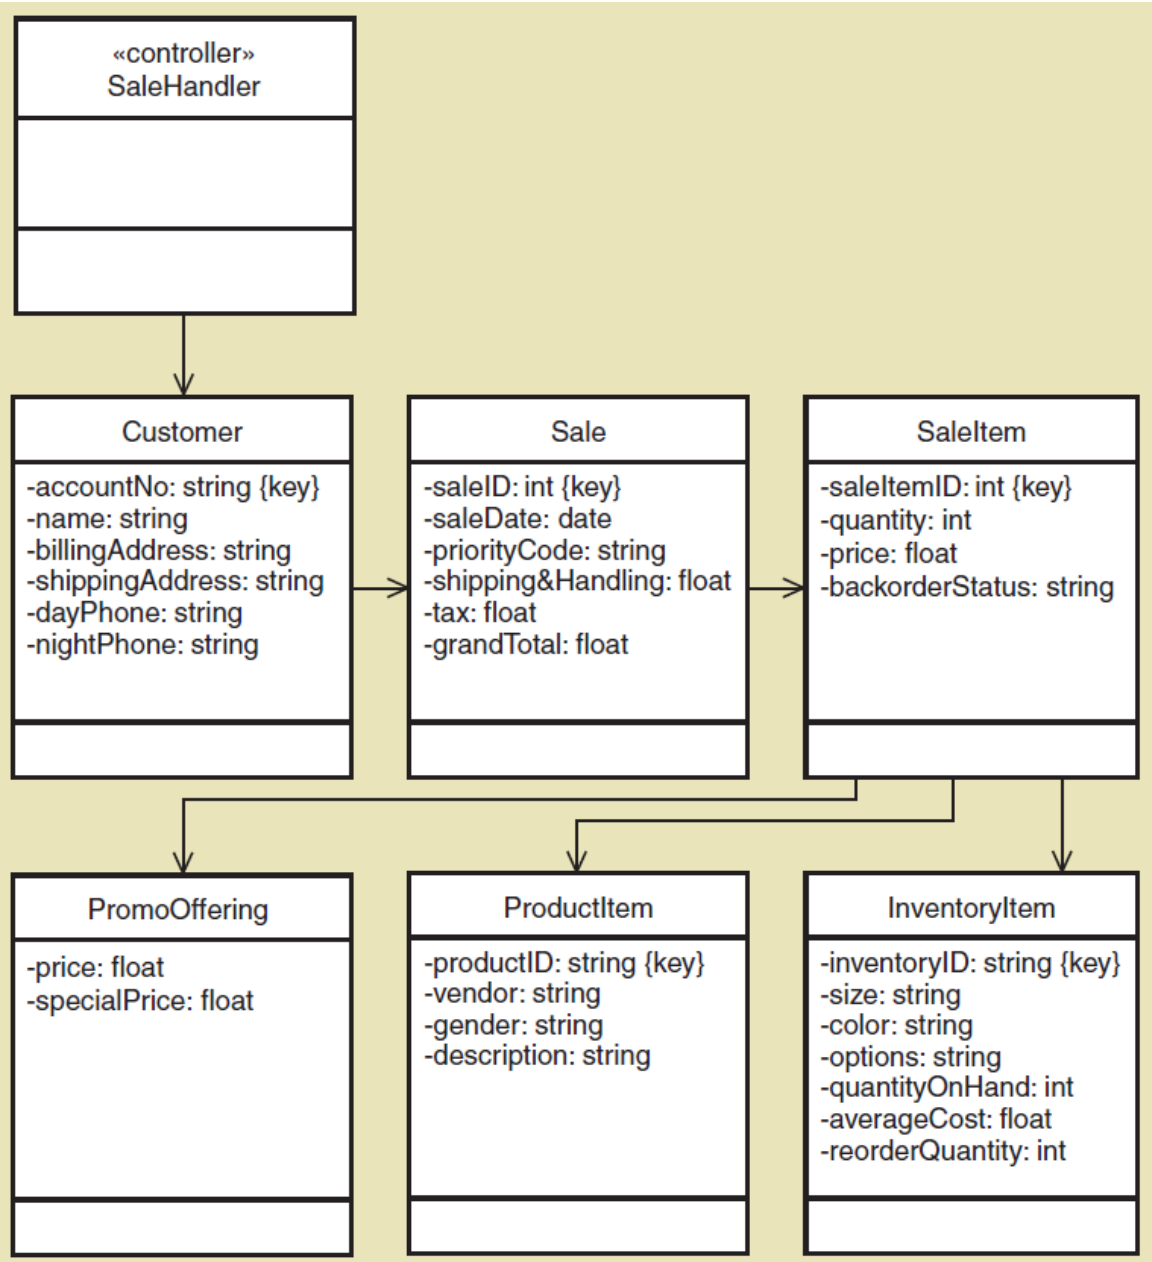 «controller»
SaleHandler
Customer
-accountNo: string {key}
-name: string
-billingAddress: string
-shippingAddress: string
-dayPhone: string
-nightPhone: string
Sale
-saleID: int {key}
-saleDate: date
-priorityCode: string
-shipping&Handling: float
-tax: float
-grandTotal: float
SaleItem
-saleItemID: int {key}
-quantity: int
-price: float
-backorderStatus: string
PromoOffering
-price: float
-specialPrice: float
ProductItem
-productID: string {key}
-vendor: string
-gender: string
-description: string
InventoryItem
-inventoryID: string {key}
-size: string
-color: string
-options: string
-quantityOnHand: int
-averageCost: float
-reorderQuantity: int